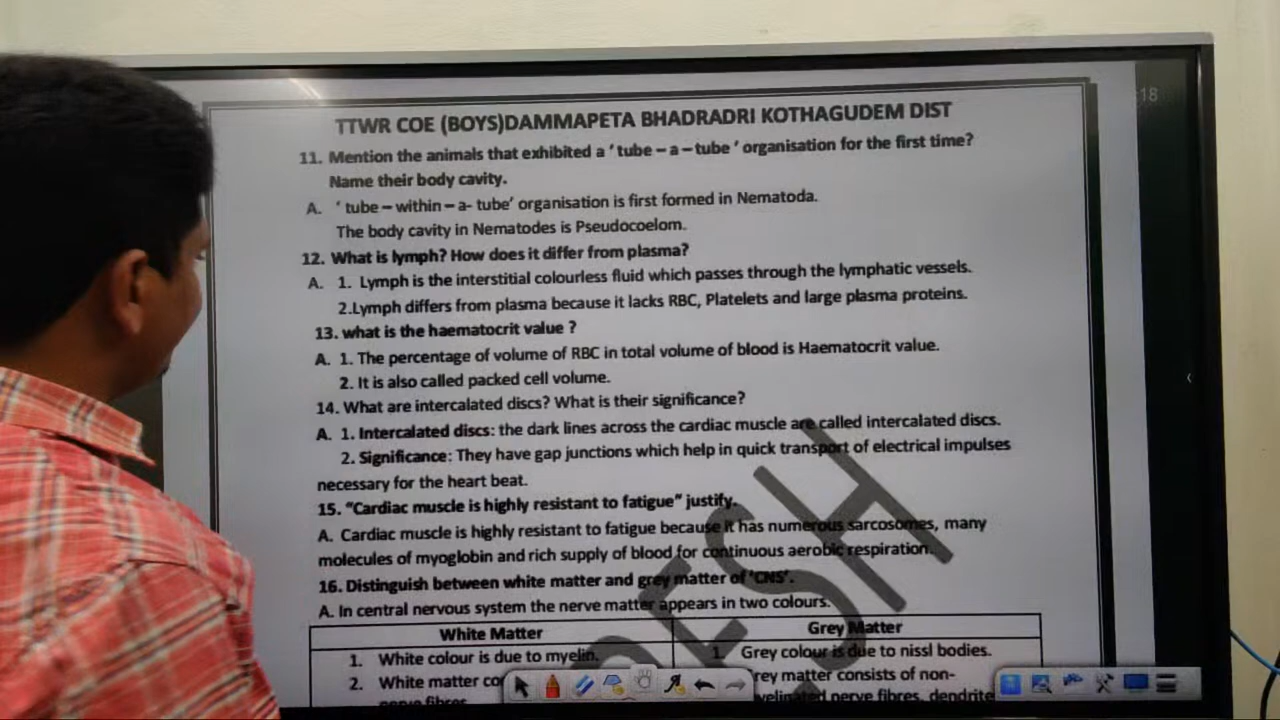 :18
TTWR COE (BOYS)DAMMAPETA BHADRADRI KOTHAGUDEM DIST
11. Mention the animals that exhibited a ‘ tube – a – tube ’ organisation for the first time?
Name their body cavity.
A. ‘ tube – within – a- tube’ organisation is first formed in Nematoda.
The body cavity in Nematodes is Pseudocoelom.
12. What is lymph? How does it differ from plasma?
A. 1. Lymph is the interstitial colourless fluid which passes through the lymphatic vessels.
2.Lymph differs from plasma because it lacks RBC, Platelets and large plasma proteins.
13. what is the haematocrit value ?
A. 1. The percentage of volume of RBC in total volume of blood is Haematocrit value.
2. It is also called packed cell volume.
14. What are intercalated discs? What is their significance?
A. 1. Intercalated discs: the dark lines across the cardiac muscle are called intercalated discs.
2. Significance: They have gap junctions which help in quick transport of electrical impulses
necessary for the heart beat.
15. “Cardiac muscle is highly resistant to fatigue” justify.
A. Cardiac muscle is highly resistant to fatigue because it has numerous sarcosomes, many
molecules of myoglobin and rich supply of blood for continuous aerobic respiration.
16. Distinguish between white matter and grey matter of ‘CNS’.
A. In central nervous system the nerve matter appears in two colours.
White Matter Grey Matter
1. White colour is due to myelin. 1. Grey colour is due to nissl bodies.
2. White matter co rey matter consists of non-
nerve fibres yelinated nerve fibres, dendrite
RESH